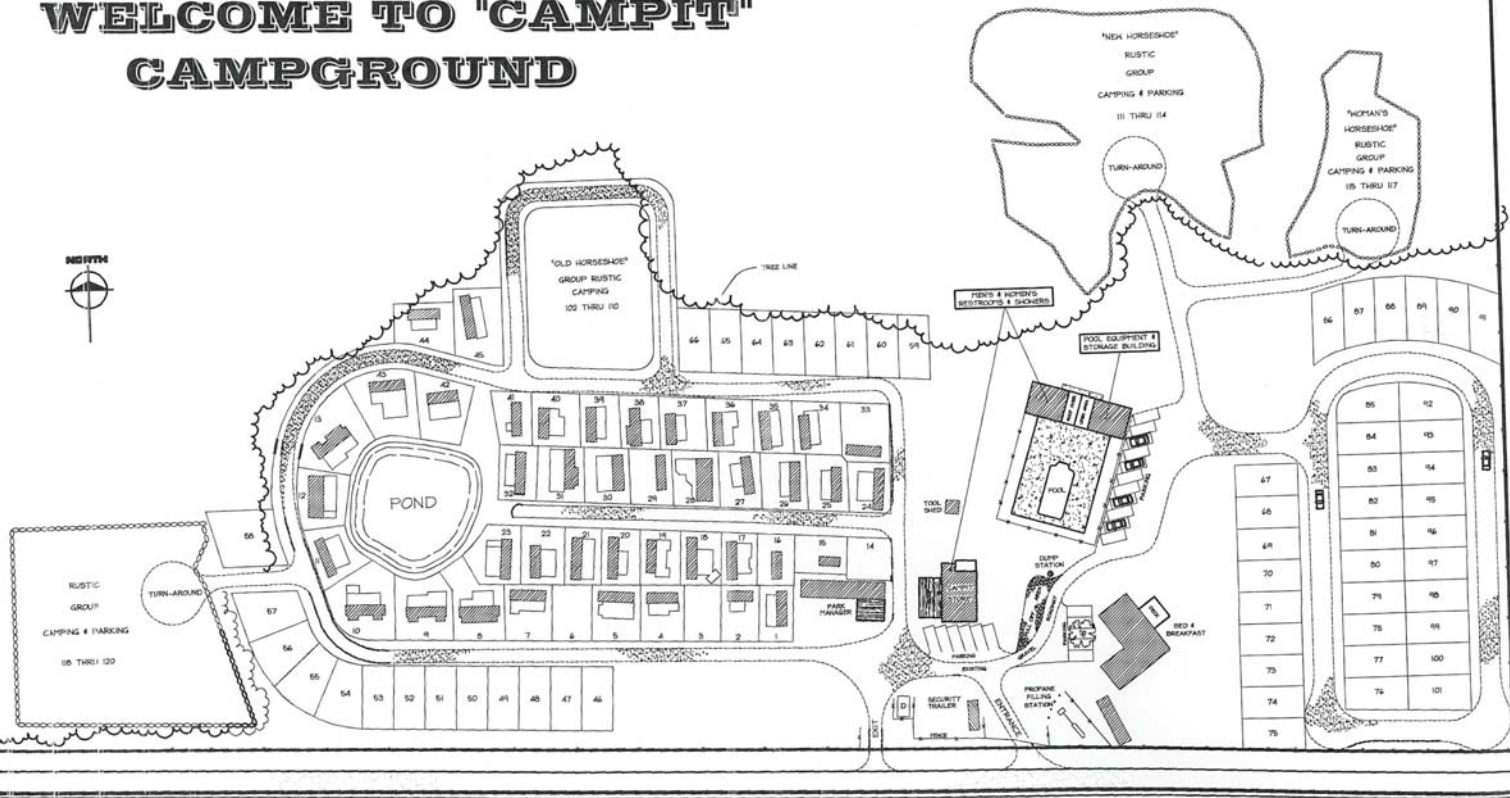 WELCOME TO "CAMPIT"
CAMPGROUND
"NEW HORSESHOE"
RUSTIC
GROUP
CAMPING & PARKING
111 THRU 114
TURN-AROUND
"WOMAN'S
HORSESHOE"
RUSTIC
GROUP
CAMPING & PARKING
115 THRU 117
TURN-AROUND
NORTH
"OLD HORSESHOE"
GROUP RUSTIC
CAMPING
102 THRU 110
TREE LINE
MEN'S & WOMEN'S
RESTROOMS & SHOWERS
POOL EQUIPMENT &
STORAGE BUILDING
44
45
66 65 64 63 62 61 60 59
86 87 88 89 90 91
43 42
13
41 40 39 38 37 36 35 34 33
12
POND
32 31 30 29 28 27 26 25 24
TOOL
SHED
POOL
PARKING
67
68
69
70
71
72
73
74
75
85 92
84 93
83 94
82 95
81 96
80 97
79 98
78 99
77 100
76 101
58
11
23 22 21 20 19 18 17 16 15 14
RUSTIC
GROUP
CAMPING & PARKING
118 THRU 120
TURN-AROUND
10 9 8 7 6 5 4 3 2 1
PARK
MANAGER
CAMPIT
STORE
DUMP
STATION
DECK
BED &
BREAKFAST
57
56
55
54 53 52 51 50 49 48 47 46
PARKING
EXISTING
GRAVEL
SECURITY
TRAILER
D
FENCE
EXIT
ENTRANCE
PROPANE
FILLING
STATION